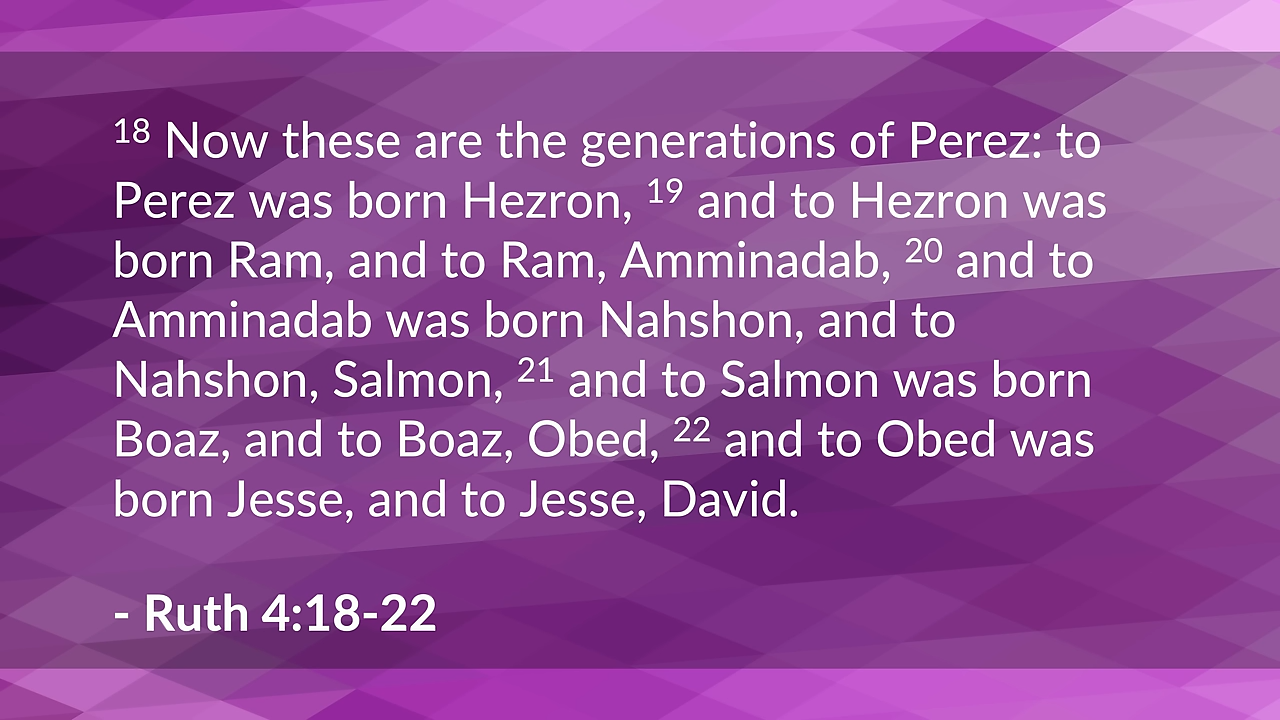 18 Now these are the generations of Perez: to
Perez was born Hezron, 19 and to Hezron was
born Ram, and to Ram, Amminadab, 20 and to
Amminadab was born Nahshon, and to
Nahshon, Salmon, 21 and to Salmon was born
Boaz, and to Boaz, Obed, 22 and to Obed was
born Jesse, and to Jesse, David.
- Ruth 4:18-22